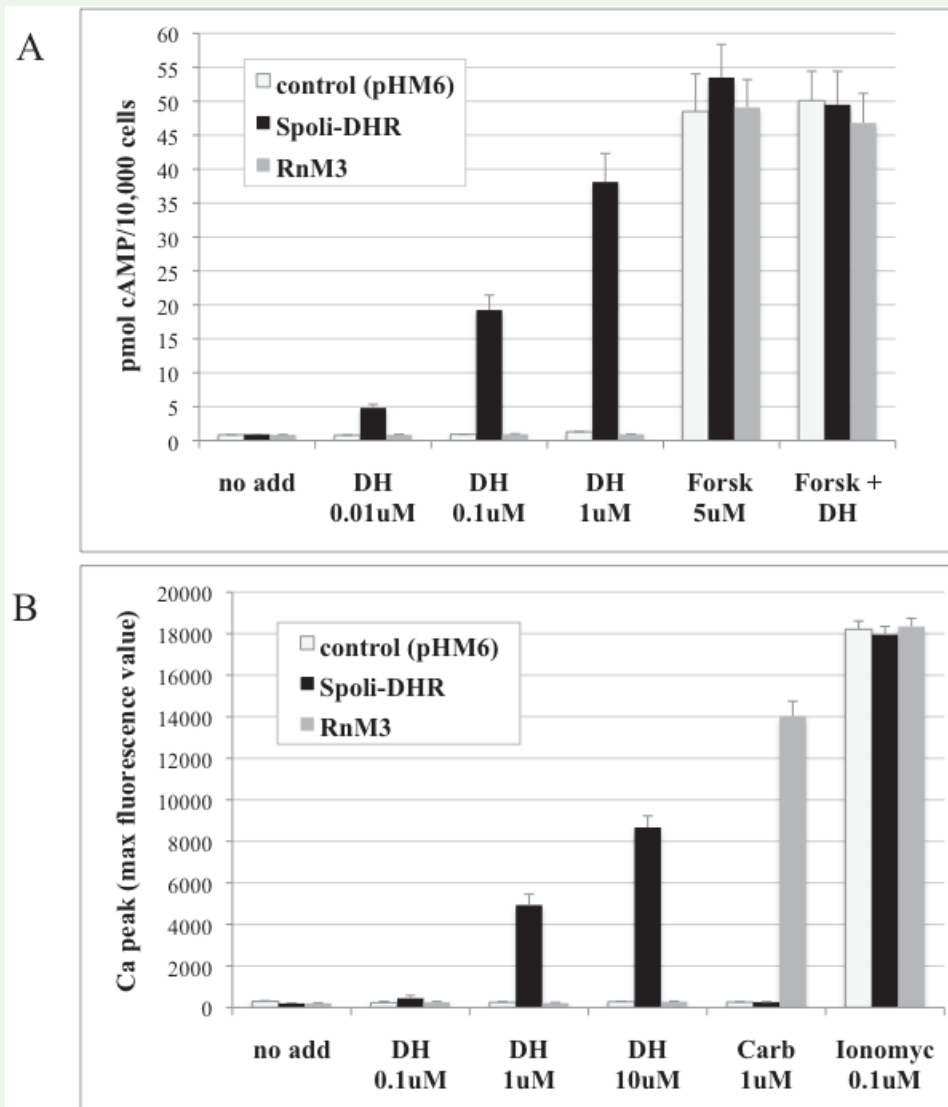 A
pmol cAMP/10,000 cells
60
55
50
45
40
35
30
25
20
15
10
5
0
control (pHM6)
Spoli-DHR
RnM3
no add
DH
0.01uM
DH
0.1uM
DH
1uM
Forsk
5uM
Forsk +
DH
B
Ca peak (max fluorescence value)
20000
18000
16000
14000
12000
10000
8000
6000
4000
2000
0
control (pHM6)
Spoli-DHR
RnM3
no add
DH
0.1uM
DH
1uM
DH
10uM
Carb
1uM
Ionomyc
0.1uM